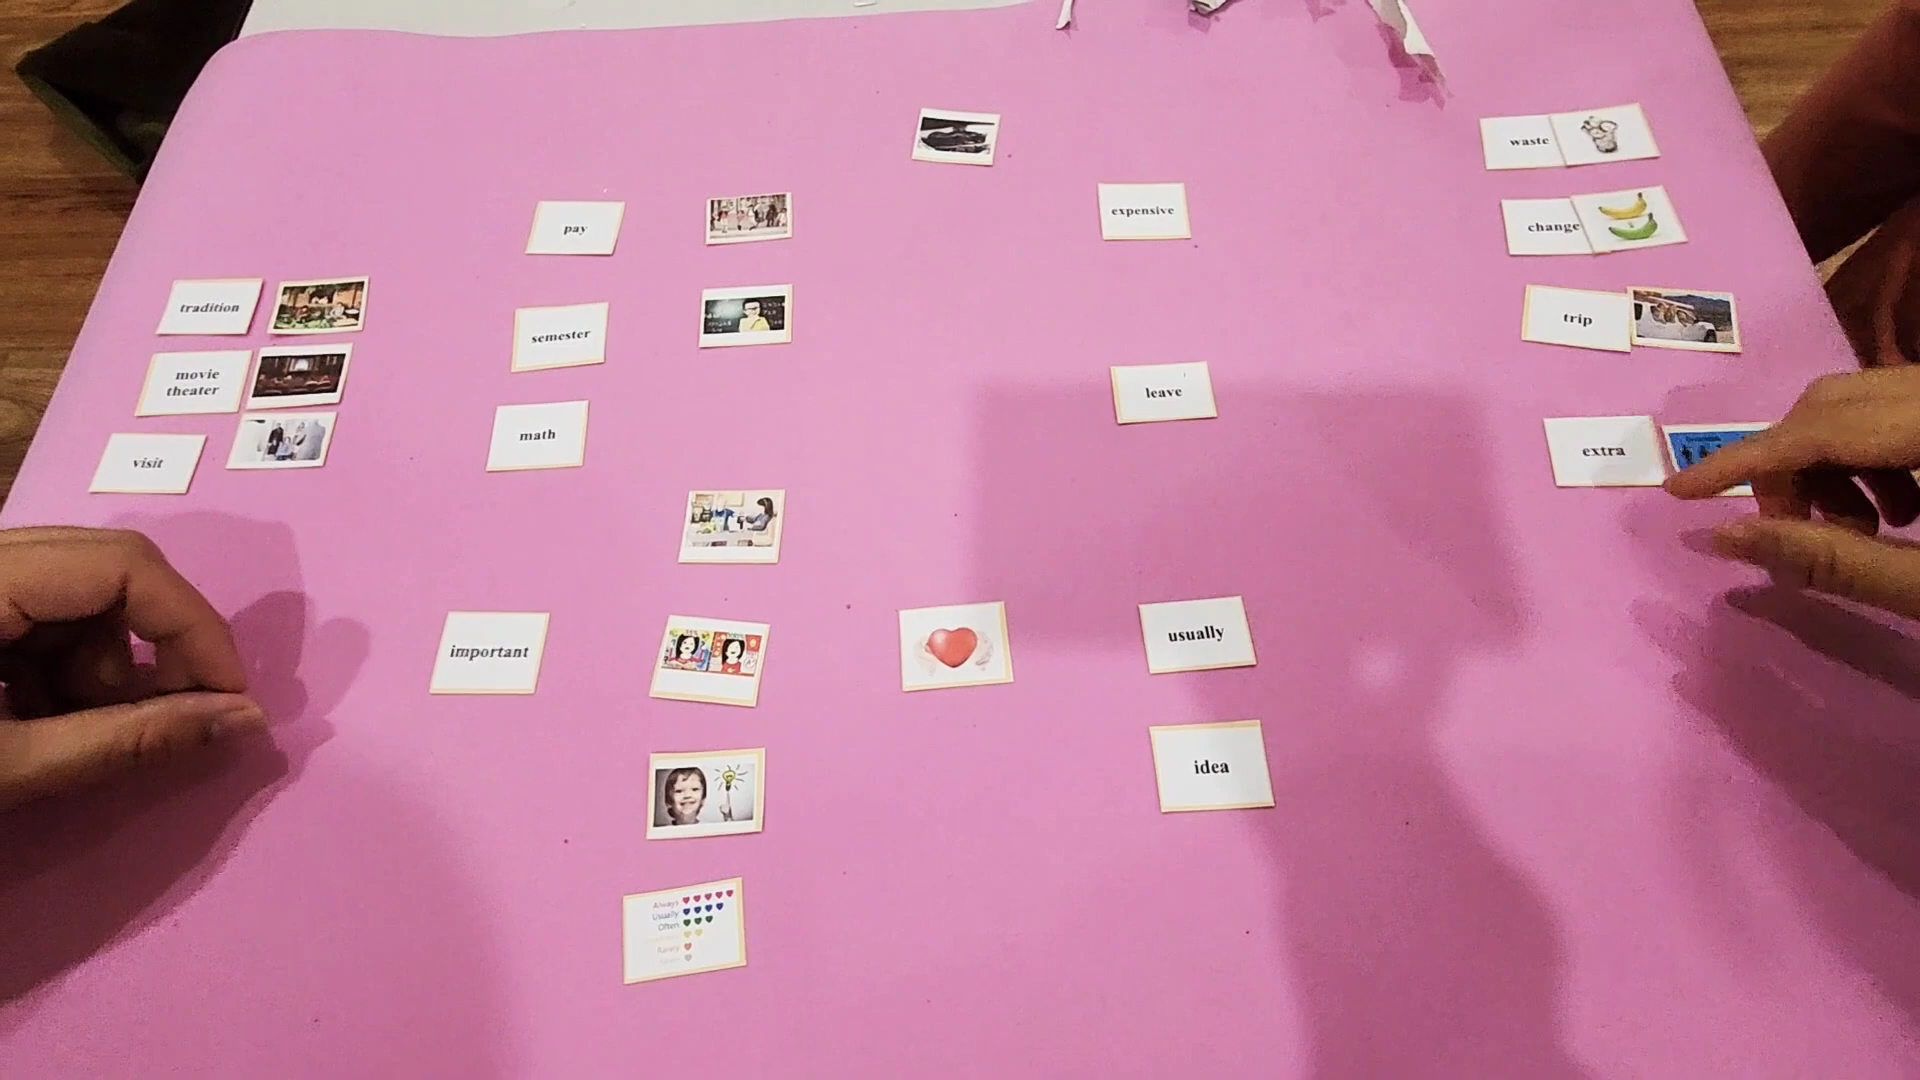 waste
pay
expensive
change
tradition
semester
trip
movie
theater
leave
visit
math
extra
important
usually
idea
Always
Usually
Often
Rarely